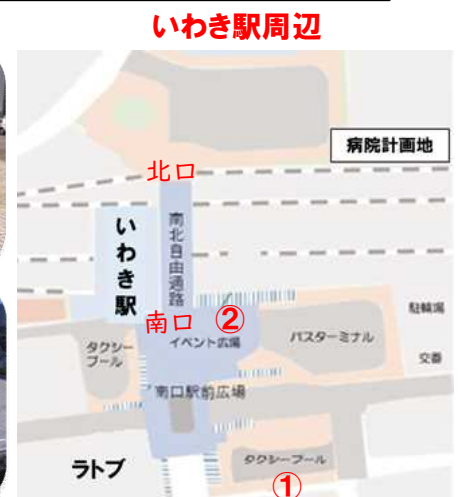 いわき駅周辺
病院計画地
北口
いわき駅
南北自由通路
南口
②
イベント広場
バスターミナル
駐輪場
タクシープール
交番
南口駅前広場
ラトブ
タクシープール
①